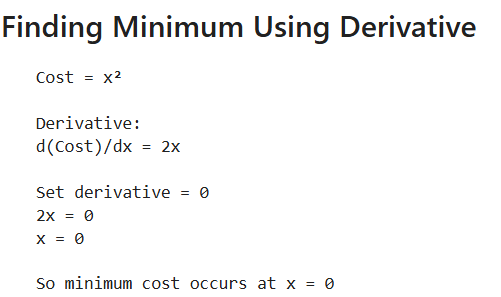 Finding Minimum Using Derivative
Cost = x²
Derivative:
d(Cost)/dx = 2x
Set derivative = 0
2x = 0
x = 0
So minimum cost occurs at x = 0